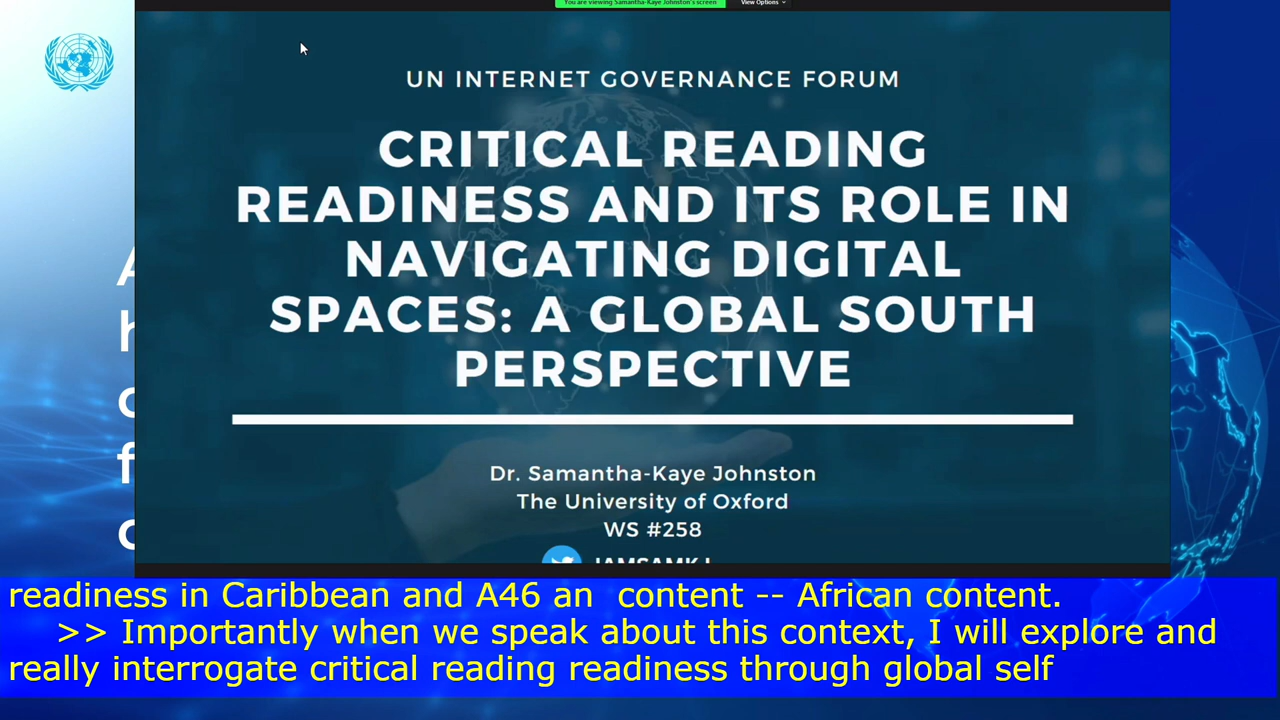 You are viewing Samantha-Kaye Johnston's screen View Options
UN INTERNET GOVERNANCE FORUM
CRITICAL READING
READINESS AND ITS ROLE IN
NAVIGATING DIGITAL
SPACES: A GLOBAL SOUTH
PERSPECTIVE
Dr. Samantha-Kaye Johnston
The University of Oxford
WS #258
IAMSAMKJ
readiness in Caribbean and A46 an  content -- African content.
>> Importantly when we speak about this context, I will explore and
really interrogate critical reading readiness through global self